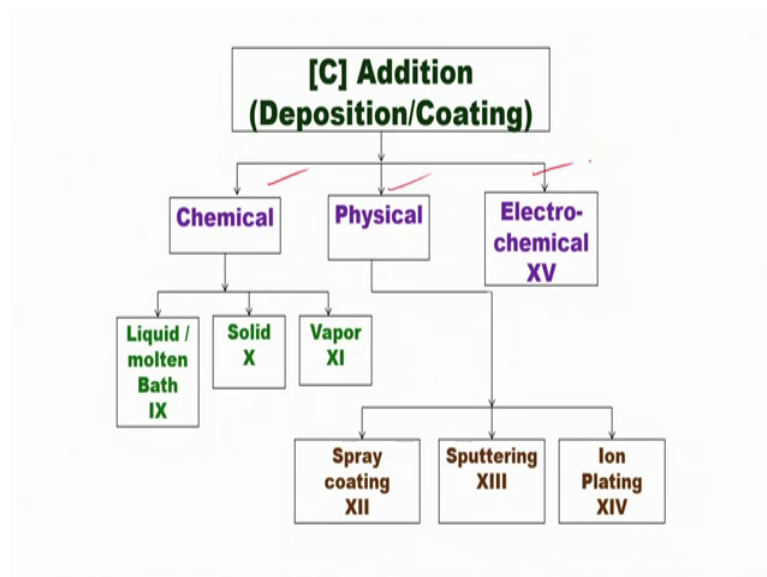 [C] Addition
(Deposition/Coating)
Chemical
Physical
Electro-
chemical
XV
Liquid /
molten
Bath
IX
Solid
X
Vapor
XI
Spray
coating
XII
Sputtering
XIII
Ion
Plating
XIV